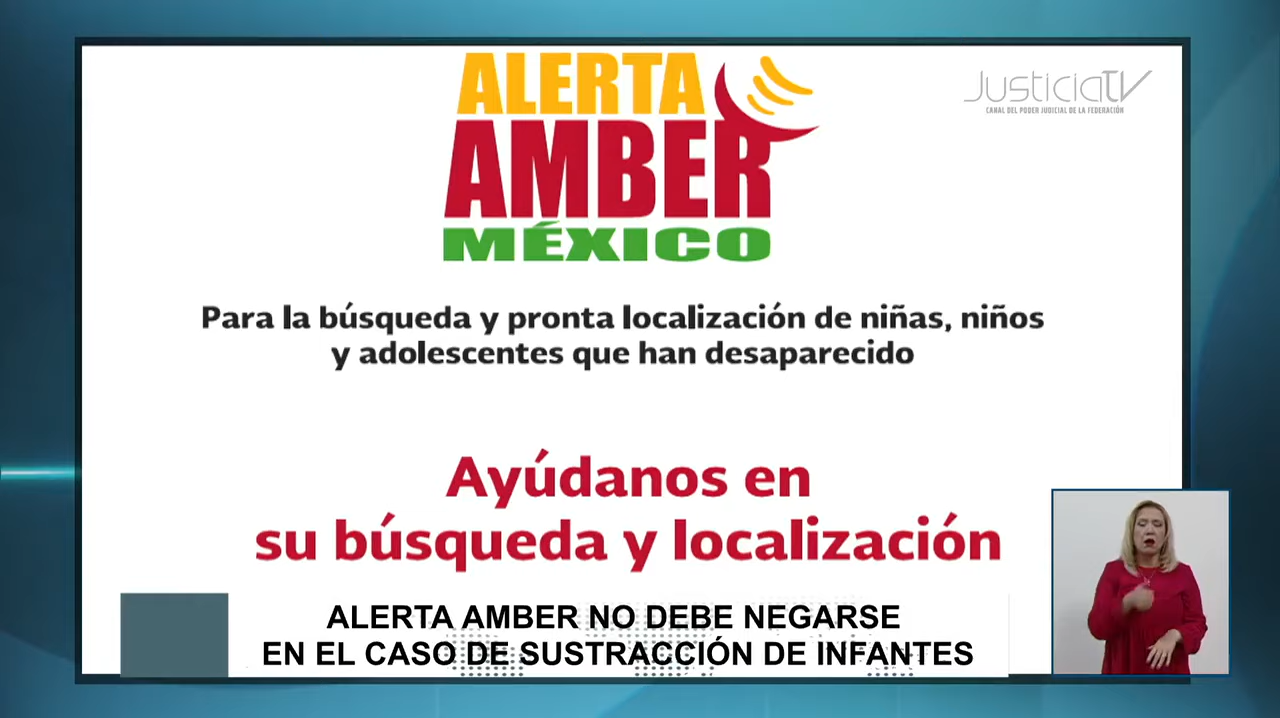 ALERTA
AMBER
MÉXICO
JusticiaTV
CANAL DEL PODER JUDICIAL DE LA FEDERACIÓN
Para la búsqueda y pronta localización de niñas, niños
y adolescentes que han desaparecido
Ayúdanos en
su búsqueda y localización
ALERTA AMBER NO DEBE NEGARSE
EN EL CASO DE SUSTRACCIÓN DE INFANTES